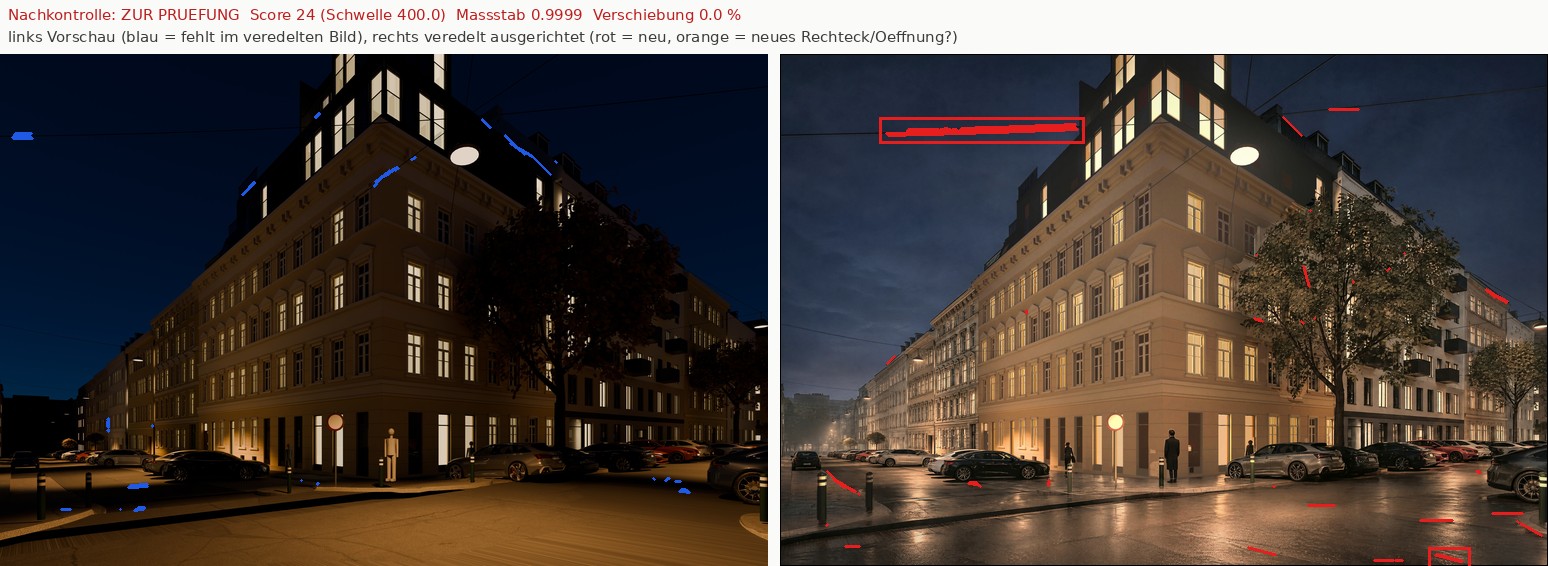 Nachkontrolle: ZUR PRUEFUNG  Score 24 (Schwelle 400.0)  Massstab 0.9999  Verschiebung 0.0 %
links Vorschau (blau = fehlt im veredelten Bild), rechts veredelt ausgerichtet (rot = neu, orange = neues Rechteck/Oeffnung?)